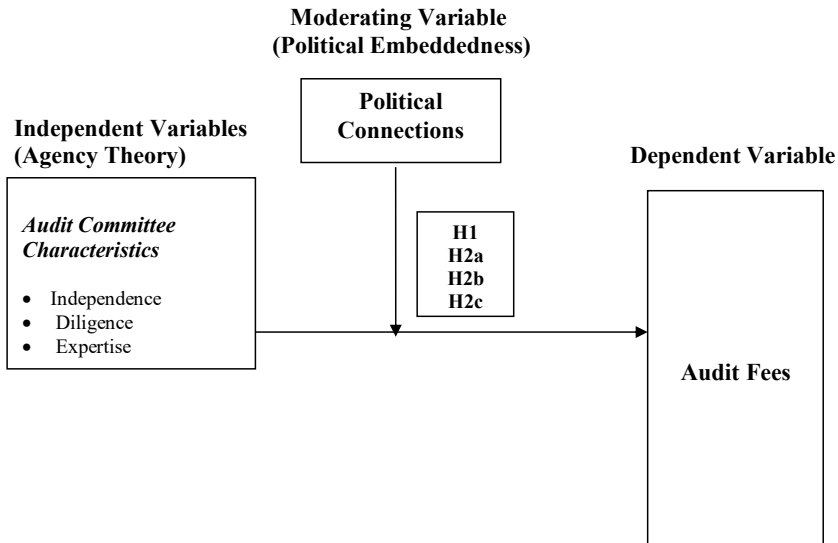 Moderating Variable
(Political Embeddedness)
Political
Connections
Independent Variables
(Agency Theory)
Audit Committee
Characteristics
• Independence
• Diligence
• Expertise
H1
H2a
H2b
H2c
Dependent Variable
Audit Fees